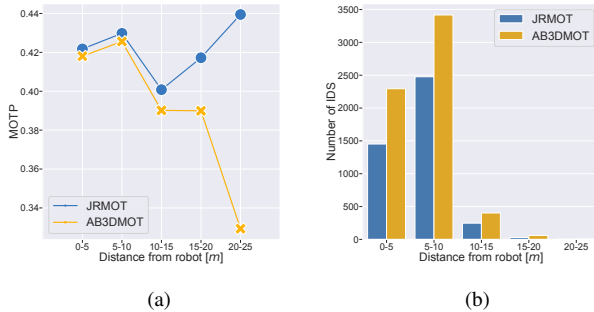 0.44
0.42
0.40
0.38
0.36
0.34
MOTP
JRMOT
AB3DMOT
0-5 5-10 10-15 15-20 20-25
Distance from robot [m]
(a)
3500
3000
2500
2000
1500
1000
500
0
Number of IDS
JRMOT
AB3DMOT
0-5 5-10 10-15 15-20 20-25
Distance from robot [m]
(b)